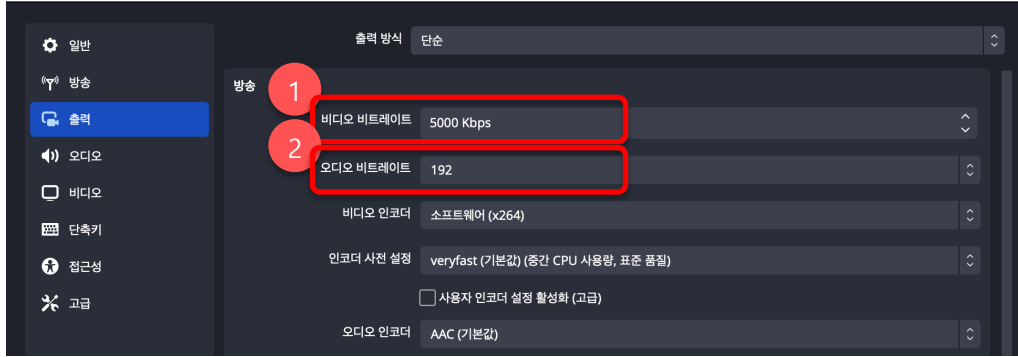 출력 방식 단순
일반
방송
출력
오디오
비디오
단축키
접근성
고급
방송
1
비디오 비트레이트 5000 Kbps
2
오디오 비트레이트 192
비디오 인코더 소프트웨어 (x264)
인코더 사전 설정 veryfast (기본값) (중간 CPU 사용량, 표준 품질)
사용자 인코더 설정 활성화 (고급)
오디오 인코더 AAC (기본값)